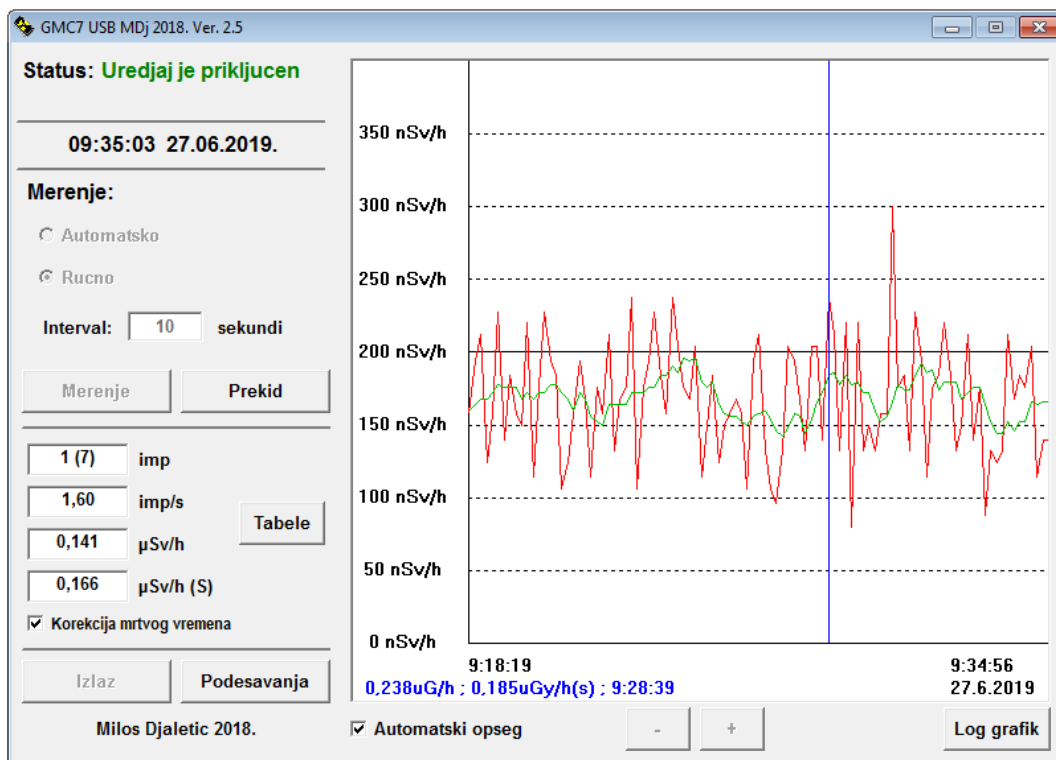 GMC7 USB MDj 2018. Ver. 2.5
Status: Uredjaj je prikljucen
09:35:03 27.06.2019.
Merenje:
Automatsko
Rucno
Interval: 10 sekundi
Merenje Prekid
1 (7) imp
1,60 imp/s
Tabele
0,141 µSv/h
0,166 µSv/h (S)
Korekcija mrtvog vremena
Izlaz Podesavanja
Milos Djaletic 2018.
350 nSv/h
300 nSv/h
250 nSv/h
200 nSv/h
150 nSv/h
100 nSv/h
50 nSv/h
0 nSv/h
9:18:19 9:34:56
0,238uG/h ; 0,185uGy/h(s) ; 9:28:39 27.6.2019
Automatski opseg - + Log grafik